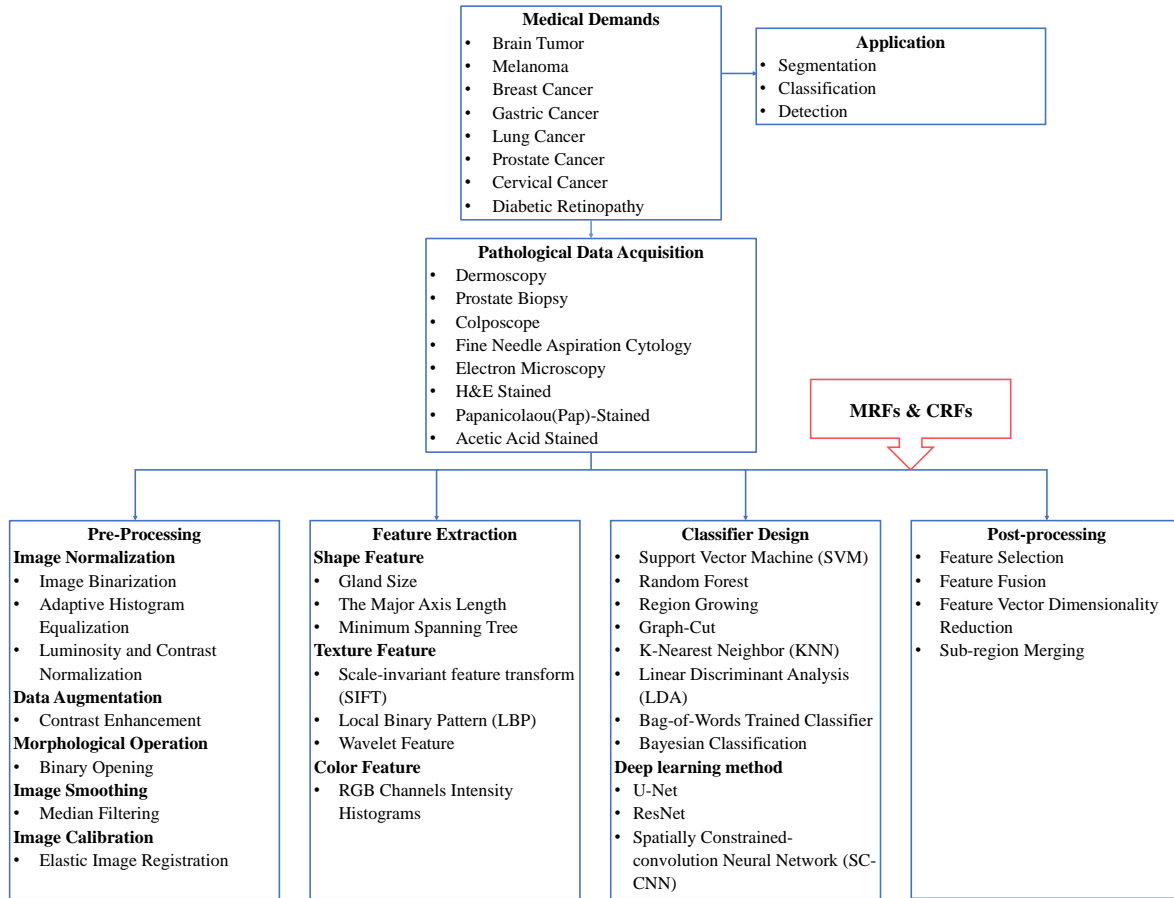 Medical Demands
• Brain Tumor
• Melanoma
• Breast Cancer
• Gastric Cancer
• Lung Cancer
• Prostate Cancer
• Cervical Cancer
• Diabetic Retinopathy
Application
• Segmentation
• Classification
• Detection
Pathological Data Acquisition
• Dermoscopy
• Prostate Biopsy
• Colposcope
• Fine Needle Aspiration Cytology
• Electron Microscopy
• H&E Stained
• Papanicolaou(Pap)-Stained
• Acetic Acid Stained
MRFs & CRFs
Pre-Processing
Image Normalization
• Image Binarization
• Adaptive Histogram
Equalization
• Luminosity and Contrast
Normalization
Data Augmentation
• Contrast Enhancement
Morphological Operation
• Binary Opening
Image Smoothing
• Median Filtering
Image Calibration
• Elastic Image Registration
Feature Extraction
Shape Feature
• Gland Size
• The Major Axis Length
• Minimum Spanning Tree
Texture Feature
• Scale-invariant feature transform
(SIFT)
• Local Binary Pattern (LBP)
• Wavelet Feature
Color Feature
• RGB Channels Intensity
Histograms
Classifier Design
• Support Vector Machine (SVM)
• Random Forest
• Region Growing
• Graph-Cut
• K-Nearest Neighbor (KNN)
• Linear Discriminant Analysis
(LDA)
• Bag-of-Words Trained Classifier
• Bayesian Classification
Deep learning method
• U-Net
• ResNet
• Spatially Constrained-
convolution Neural Network (SC-
CNN)
Post-processing
• Feature Selection
• Feature Fusion
• Feature Vector Dimensionality
Reduction
• Sub-region Merging